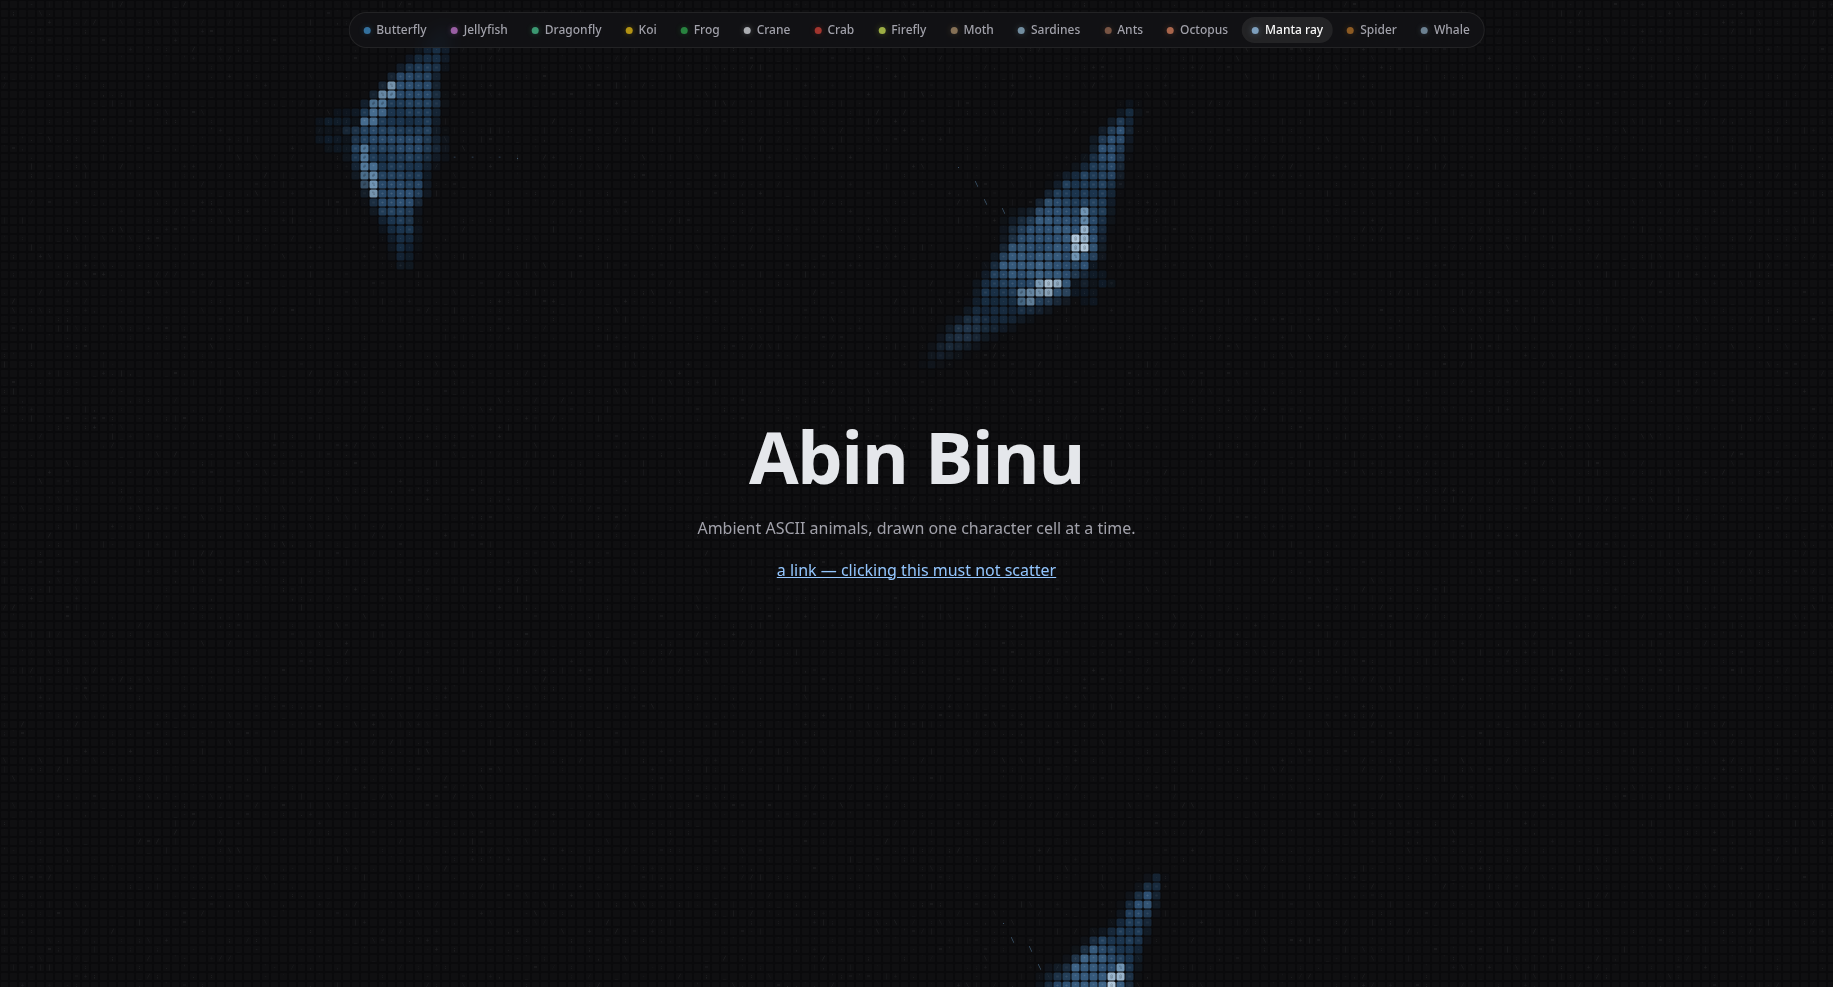 Butterfly Jellyfish Dragonfly Koi Frog Crane Crab Firefly Moth Sardines Ants Octopus Manta ray Spider Whale
Abin Binu
Ambient ASCII animals, drawn one character cell at a time.
a link — clicking this must not scatter